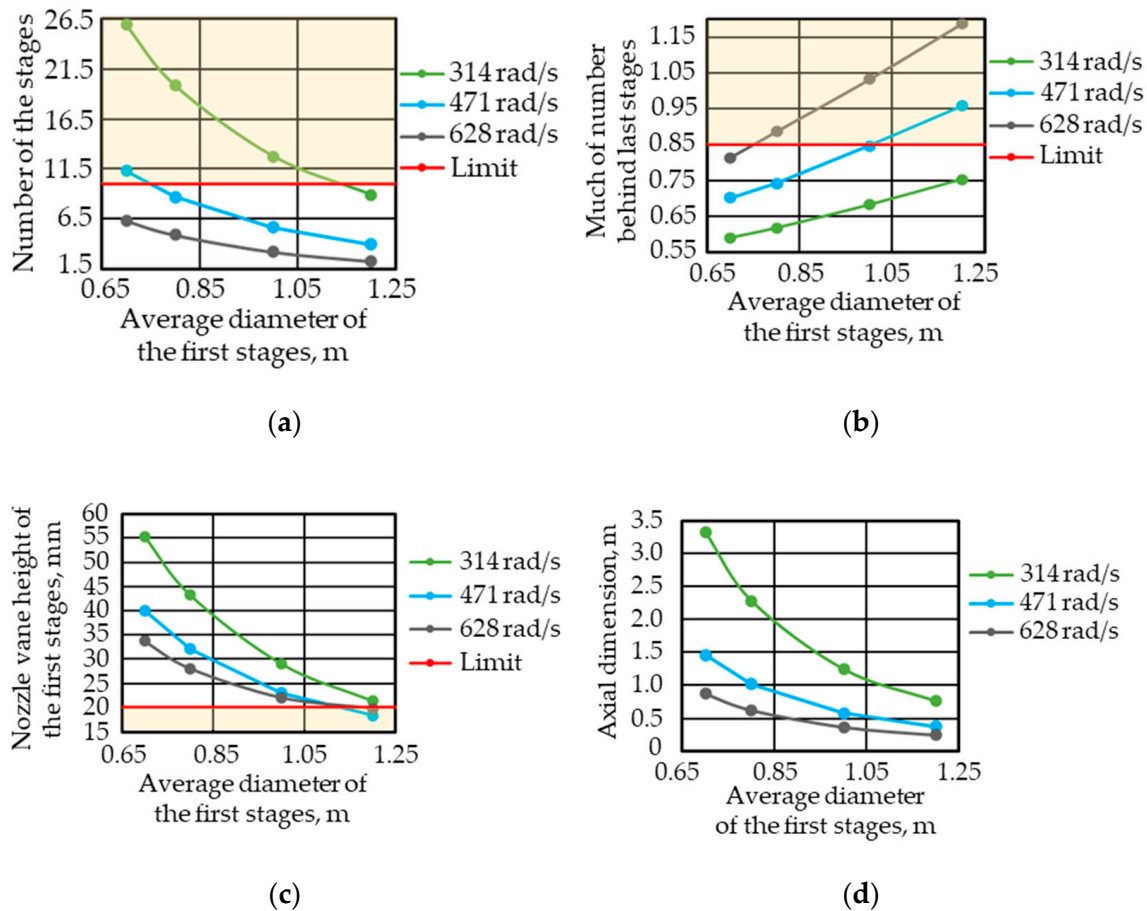 Number of the stages
26.5
21.5
16.5
11.5
6.5
1.5
0.65 0.85 1.05 1.25
Average diameter of
the first stages, m
314 rad/s
471 rad/s
628 rad/s
Limit
(a)
Much of number
behind last stages
1.15
1.05
0.95
0.85
0.75
0.65
0.55
0.65 0.85 1.05 1.25
Average diameter of
the first stages, m
314 rad/s
471 rad/s
628 rad/s
Limit
(b)
Nozzle vane height of
the first stages, mm
60
55
50
45
40
35
30
25
20
15
0.65 0.85 1.05 1.25
Average diameter of
the first stages, m
314 rad/s
471 rad/s
628 rad/s
Limit
(c)
Axial dimension, m
3.5
3.0
2.5
2.0
1.5
1.0
0.5
0
0.65 0.85 1.05 1.25
Average diameter
of the first stages, m
314 rad/s
471 rad/s
628 rad/s
(d)